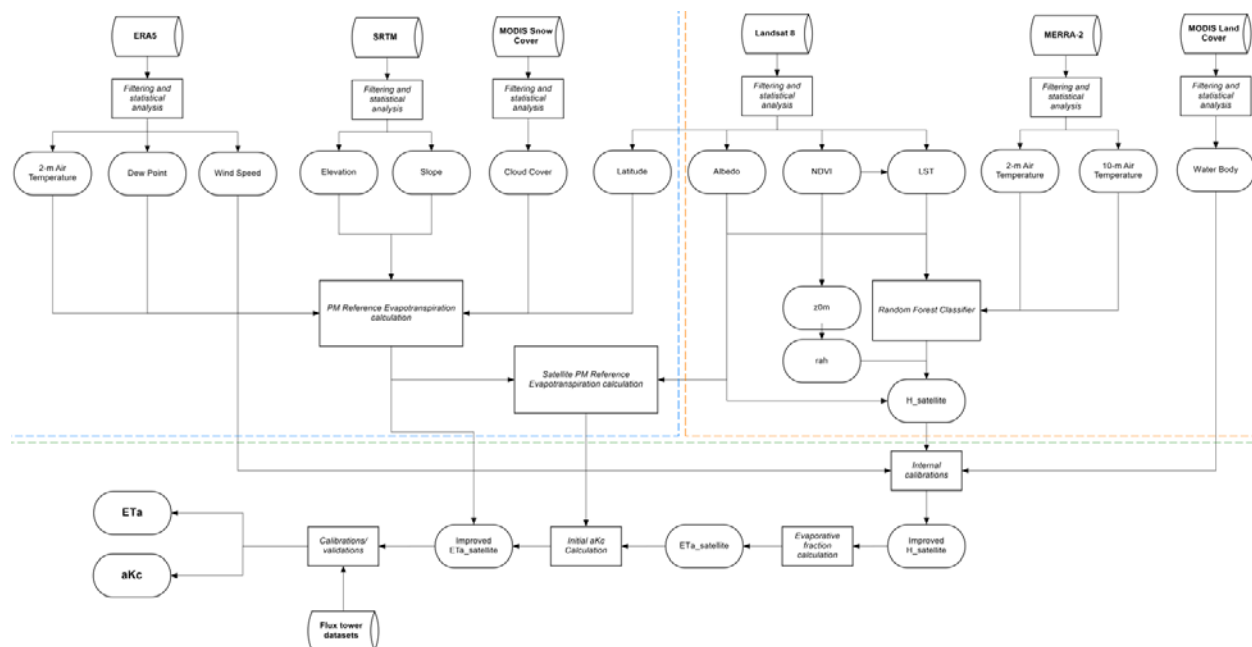 ERA5
SRTM
MODIS Snow
Cover
Landsat 8
MERRA-2
MODIS Land
Cover
Filtering and
statistical
analysis
Filtering and
statistical
analysis
Filtering and
statistical
analysis
Filtering and
statistical
analysis
Filtering and
statistical
analysis
Filtering and
statistical
analysis
2-m Air
Temperature
Dew Point
Wind Speed
Elevation
Slope
Cloud Cover
Latitude
Albedo
NDVI
LST
2-m Air
Temperature
10-m Air
Temperature
Water Body
PM Reference Evapotranspiration
calculation
z0m
Random Forest Classifier
rah
Satellite PM Reference
Evapotranspiration calculation
H_satellite
Internal
calibrations
ETa
Calibrations/
validations
Improved
ETa_satellite
Initial aKc
Calculation
ETa_satellite
Evaporative
fraction
calculation
Improved
H_satellite
aKc
Flux tower
datasets